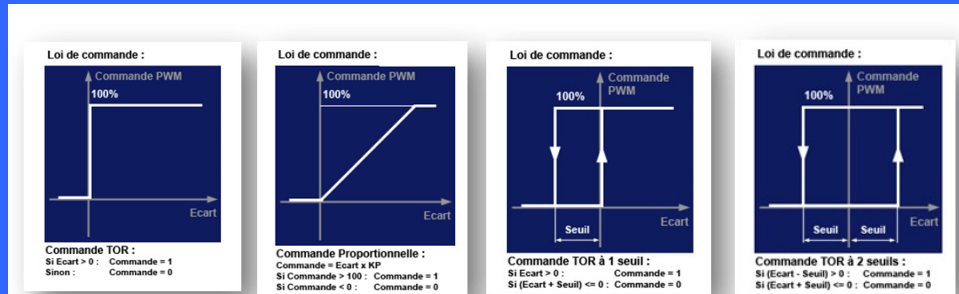 Loi de commande :
Commande PWM
100%
Ecart
Commande TOR :
Si Ecart > 0 : Commande = 1
Sinon : Commande = 0
Loi de commande :
Commande PWM
100%
Ecart
Commande Proportionnelle :
Commande = Ecart x KP
Si Commande > 100 : Commande = 1
Si Commande < 0 : Commande = 0
Loi de commande :
Commande
PWM
100%
Ecart
Seuil
Commande TOR à 1 seuil :
Si Ecart > 0 : Commande = 1
Si (Ecart + Seuil) <= 0 : Commande = 0
Loi de commande :
Commande
PWM
100%
Ecart
Seuil Seuil
Commande TOR à 2 seuils :
Si (Ecart - Seuil) > 0 : Commande = 1
Si (Ecart + Seuil) <= 0 : Commande = 0